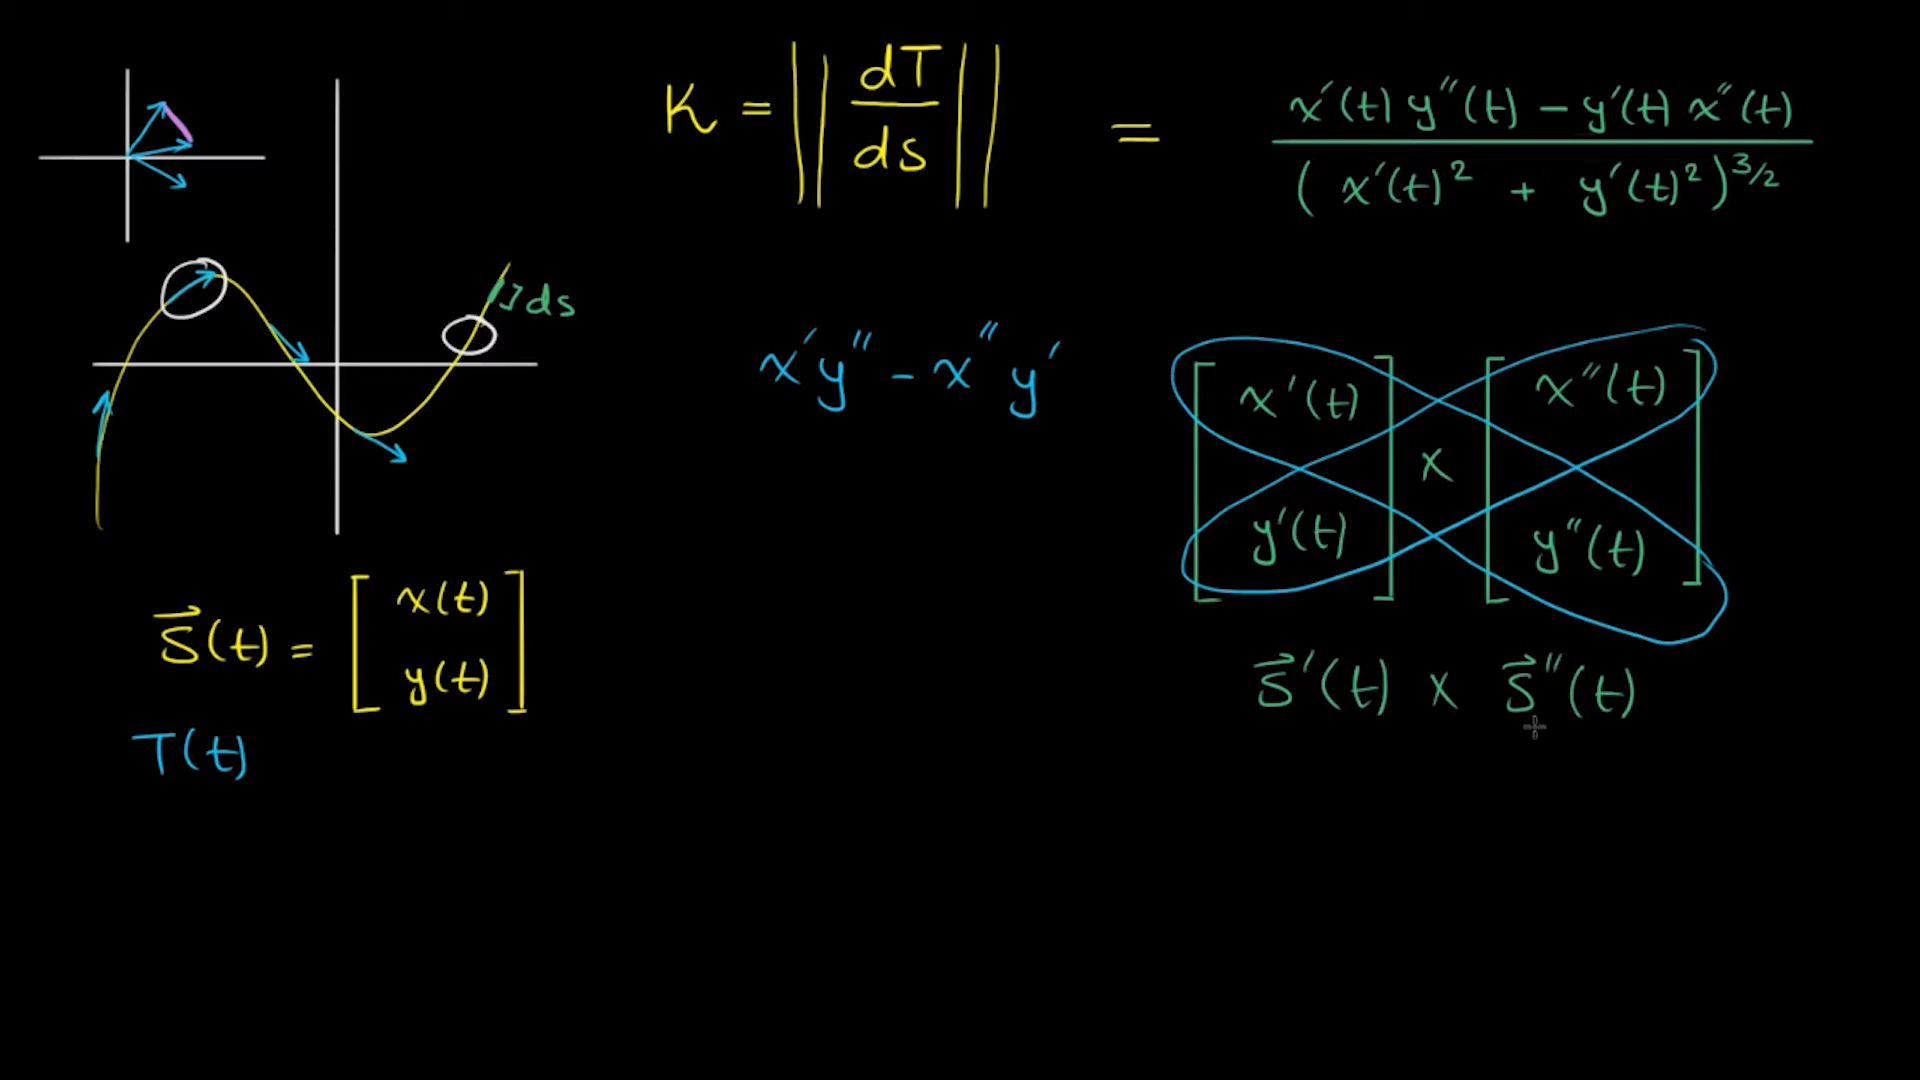 K = || dT / ds || = x'(t) y''(t) - y'(t) x''(t) / ( x'(t)² + y'(t)² )^3/2
ds
x'y'' - x''y'
[ x'(t) y'(t) ] x [ x''(t) y''(t) ]
s⃗(t) = [ x(t) y(t) ]
s⃗'(t) x s⃗''(t)
T(t)